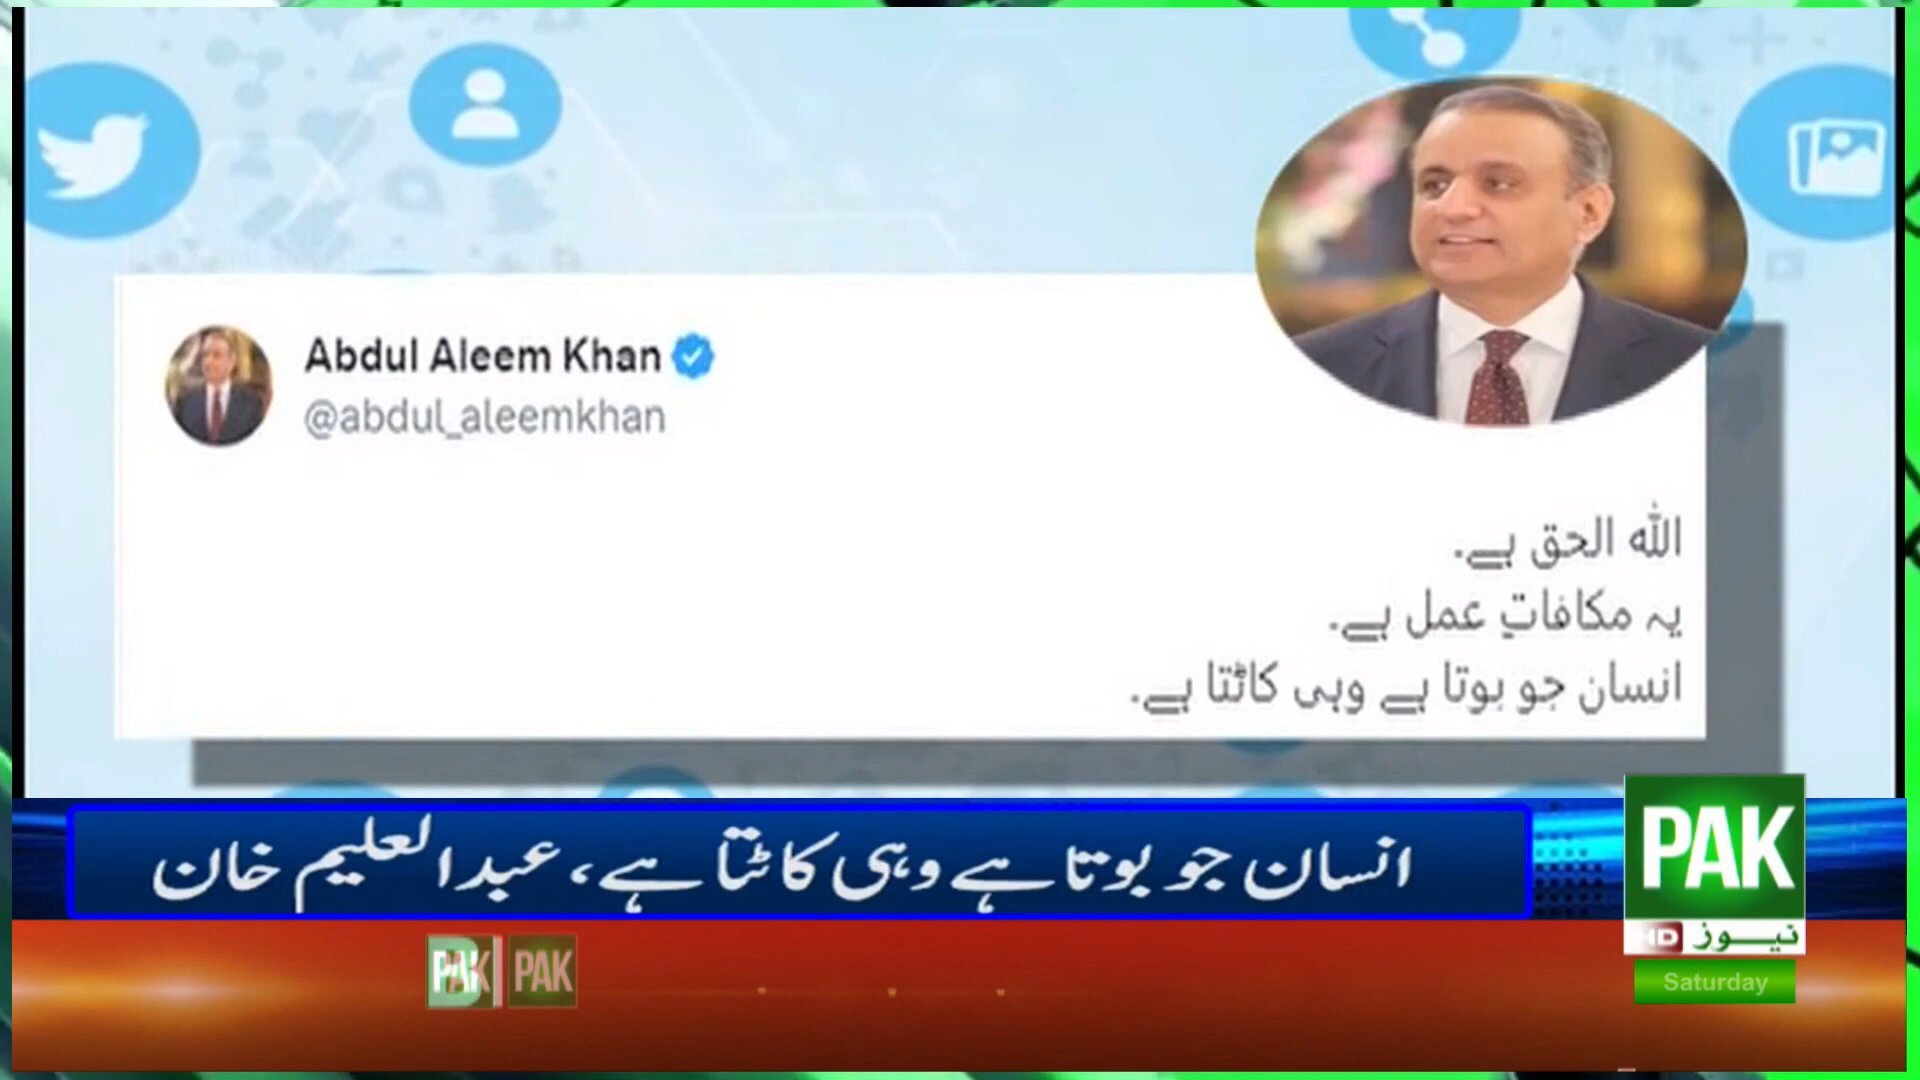 Abdul Aleem Khan
@abdul_aleemkhan
اللہ الحق ہے۔
یہ مکافاتِ عمل ہے۔
انسان جو بوتا ہے وہی کاٹتا ہے۔
انسان جو بوتا ہے وہی کاٹتا ہے، عبدالعلیم خان
PAK
نیوز HD
Saturday
PAK PAK